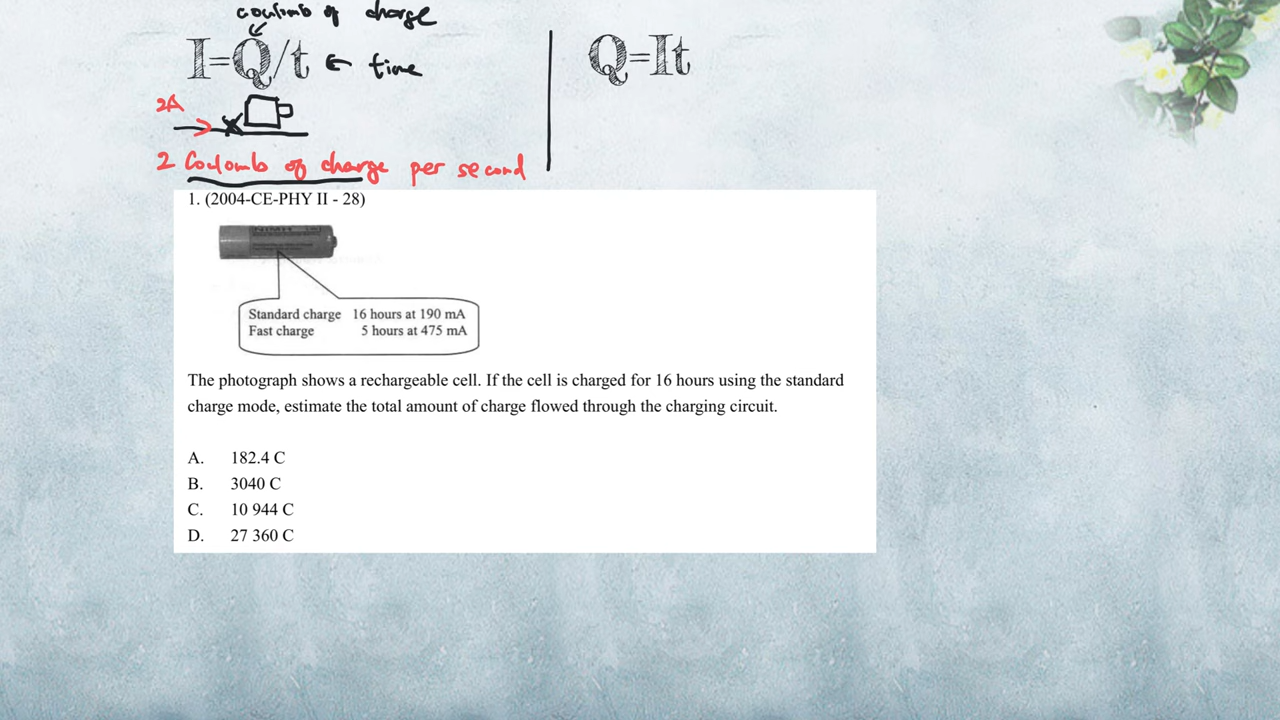 coulomb of charge
I=Q/t ← time
Q=It
2A
2 Coulomb of charge per second
1. (2004-CE-PHY II - 28)
Standard charge 16 hours at 190 mA
Fast charge 5 hours at 475 mA
The photograph shows a rechargeable cell. If the cell is charged for 16 hours using the standard
charge mode, estimate the total amount of charge flowed through the charging circuit.
A. 182.4 C
B. 3040 C
C. 10 944 C
D. 27 360 C